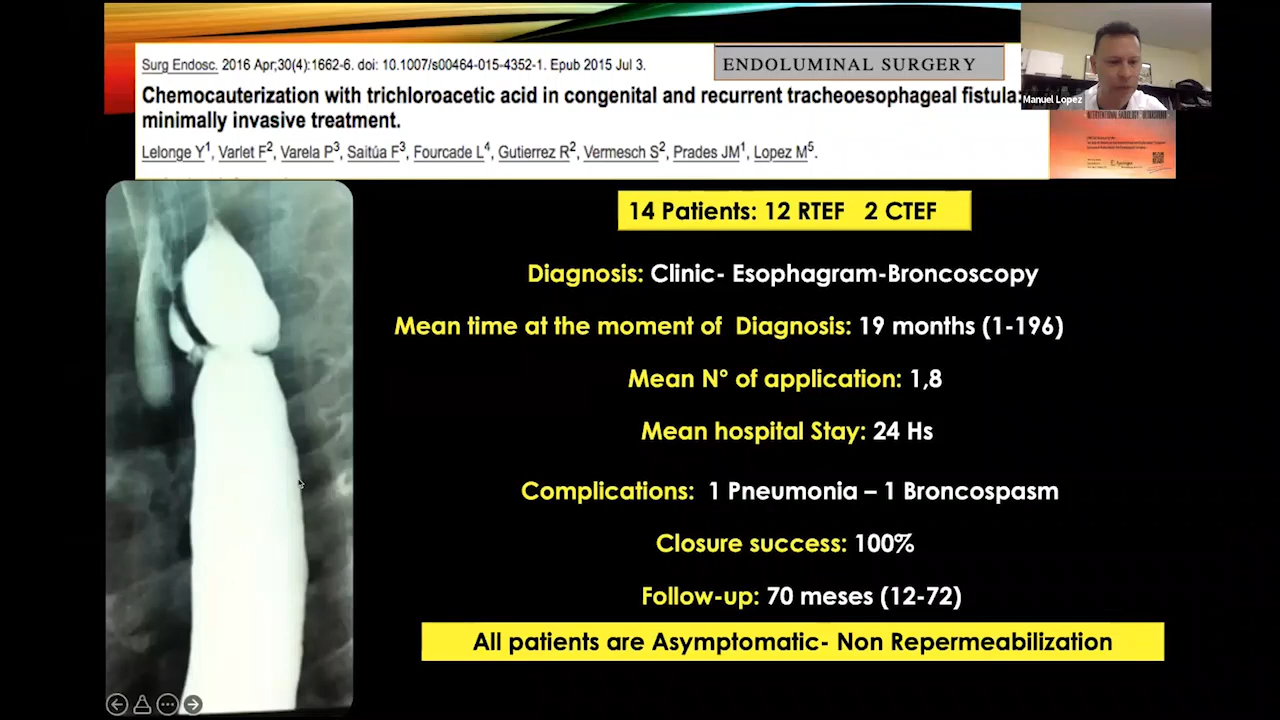 Surg Endosc. 2016 Apr;30(4):1662-6. doi: 10.1007/s00464-015-4352-1. Epub 2015 Jul 3.
ENDOLUMINAL SURGERY
Chemocauterization with trichloroacetic acid in congenital and recurrent tracheoesophageal fistula:
minimally invasive treatment.
Lelonge Y1, Varlet F2, Varela P3, Saitúa F3, Fourcade L4, Gutierrez R2, Vermesch S2, Prades JM1, Lopez M5.
Manuel Lopez
14 Patients: 12 RTEF 2 CTEF
Diagnosis: Clinic- Esophagram-Broncoscopy
Mean time at the moment of Diagnosis: 19 months (1-196)
Mean N° of application: 1,8
Mean hospital Stay: 24 Hs
Complications: 1 Pneumonia – 1 Broncospasm
Closure success: 100%
Follow-up: 70 meses (12-72)
All patients are Asymptomatic- Non Repermeabilization